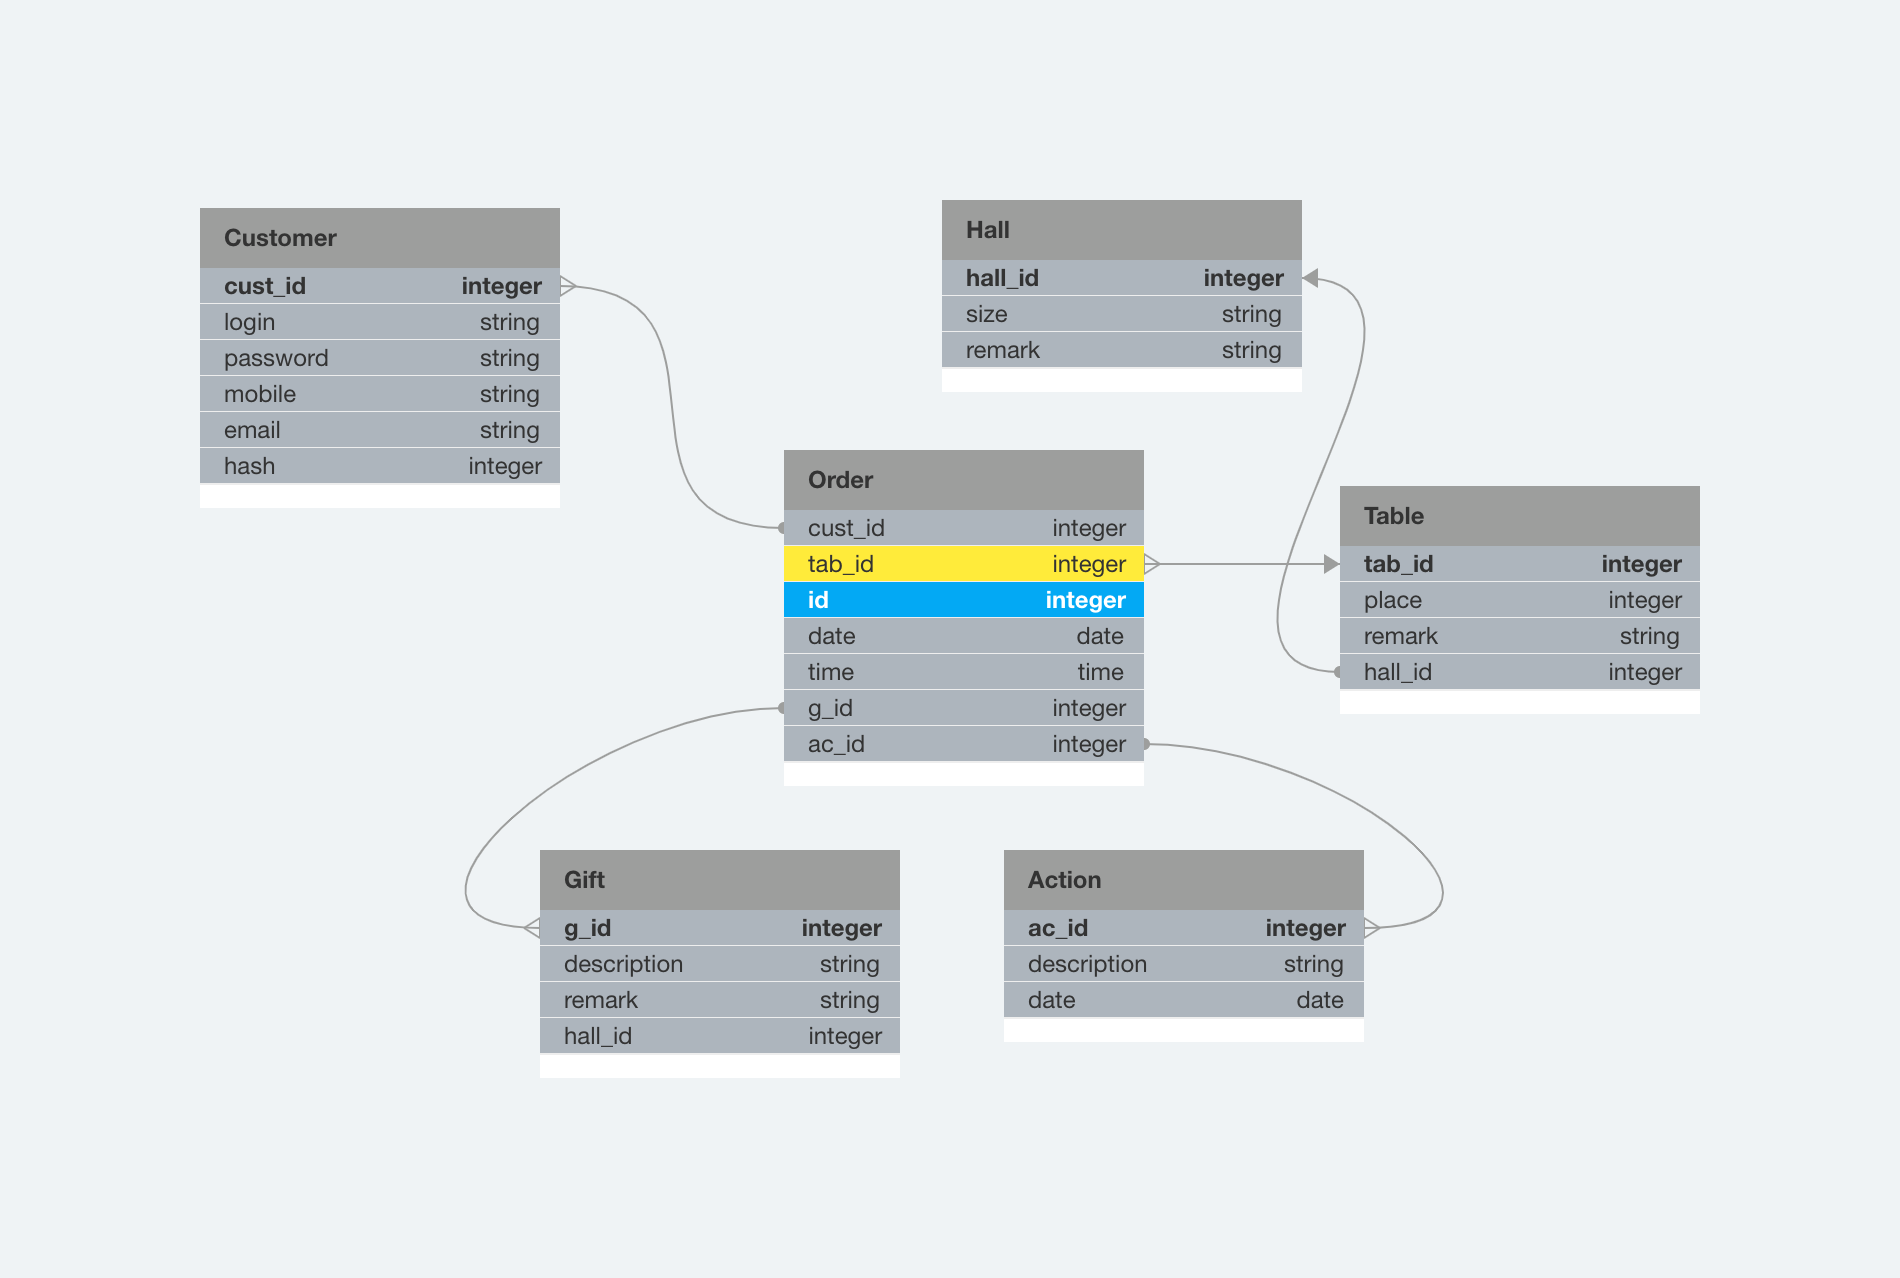 Customer
cust_id integer
login string
password string
mobile string
email string
hash integer
Hall
hall_id integer
size string
remark string
Order
cust_id integer
tab_id integer
id integer
date date
time time
g_id integer
ac_id integer
Table
tab_id integer
place integer
remark string
hall_id integer
Gift
g_id integer
description string
remark string
hall_id integer
Action
ac_id integer
description string
date date